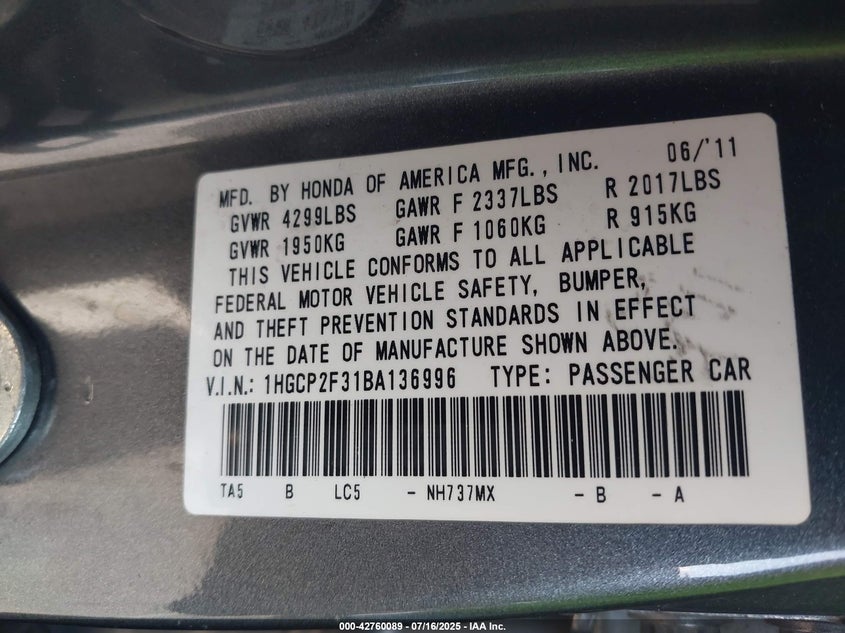 MFD. BY HONDA OF AMERICA MFG., INC. 06/'11
GVWR 4299LBS GAWR F 2337LBS R 2017LBS
GVWR 1950KG GAWR F 1060KG R 915KG
THIS VEHICLE CONFORMS TO ALL APPLICABLE
FEDERAL MOTOR VEHICLE SAFETY, BUMPER,
AND THEFT PREVENTION STANDARDS IN EFFECT
ON THE DATE OF MANUFACTURE SHOWN ABOVE.
V.I.N.: 1HGCP2F31BA136996 TYPE: PASSENGER CAR
TA5 B LC5 - NH737MX - B - A
000-42760089 - 07/16/2025 - IAA Inc.